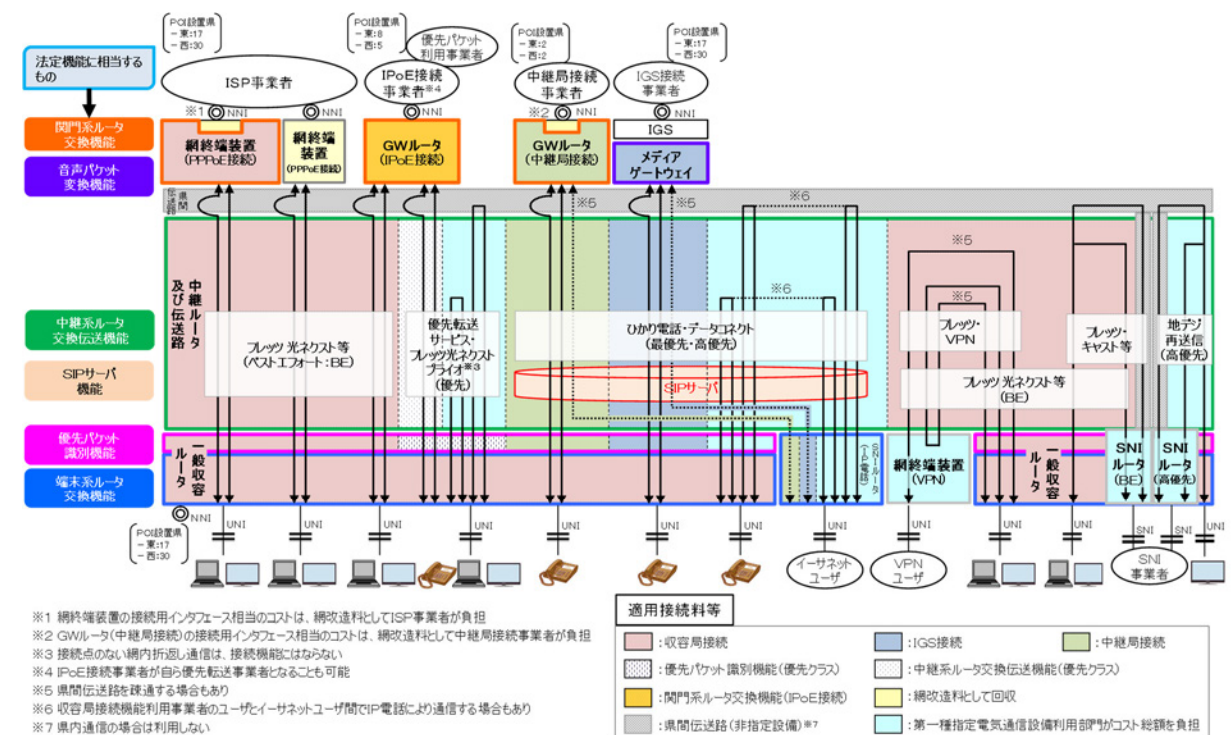 POI設置県
－東:17
－西:30
POI設置県
－東:8
－西:5
優先パケット
利用事業者
POI設置県
－東:2
－西:2
POI設置県
－東:17
－西:30
法定機能に相当する
もの
ISP事業者
IPoE接続
事業者※4
中継局接続
事業者
IGS接続
事業者
※1
NNI
NNI
NNI
※2
NNI
NNI
関門系ルータ
交換機能
網終端装置
(PPPoE接続)
網終端
装置
(PPPoE接続)
GWルータ
(IPoE接続)
GWルータ
(中継局接続)
IGS
メディア
ゲートウェイ
音声パケット
変換機能
県間
伝送路
※5
※5
※6
中継ルータ
及び伝送路
※6
※6
※5
中継系ルータ
交換伝送機能
フレッツ 光ネクスト等
(ベストエフォート:BE)
優先転送
サービス・
フレッツ光ネクスト
プライオ※3
(優先)
ひかり電話・データコネクト
(最優先・高優先)
フレッツ・
VPN
フレッツ・
キャスト等
地デジ
再送信
(高優先)
SIPサーバ
機能
SIPサーバ
フレッツ 光ネクスト等
(BE)
優先パケット
識別機能
端末系ルータ
交換機能
一般収容
ルータ
SNIルータ
(IP電話)
網終端装置
(VPN)
一般収容
ルータ
SNI
ルータ
(BE)
SNI
ルータ
(高優先)
NNI
POI設置県
－東:17
－西:30
UNI
UNI
UNI
UNI
UNI
UNI
UNI
UNI
UNI
UNI
UNI
SNI
SNI
UNI
イーサネット
ユーザ
VPN
ユーザ
SNI
事業者
※1 網終端装置の接続用インタフェース相当のコストは、網改造料としてISP事業者が負担
※2 GWルータ(中継局接続)の接続用インタフェース相当のコストは、網改造料として中継局接続事業者が負担
※3 接続点のない網内折返し通信は、接続機能にはならない
※4 IPoE接続事業者が自ら優先転送事業者となることも可能
※5 県間伝送路を疎通する場合もあり
※6 収容局接続機能利用事業者のユーザとイーサネットユーザ間でIP電話により通信する場合もあり
※7 県内通信の場合は利用しない
適用接続料等
:収容局接続
:IGS接続
:中継局接続
:優先パケット識別機能(優先クラス)
:中継系ルータ交換伝送機能(優先クラス)
:関門系ルータ交換機能(IPoE接続)
:網改造料として回収
:県間伝送路(非指定設備)※7
:第一種指定電気通信設備利用部門がコスト総額を負担